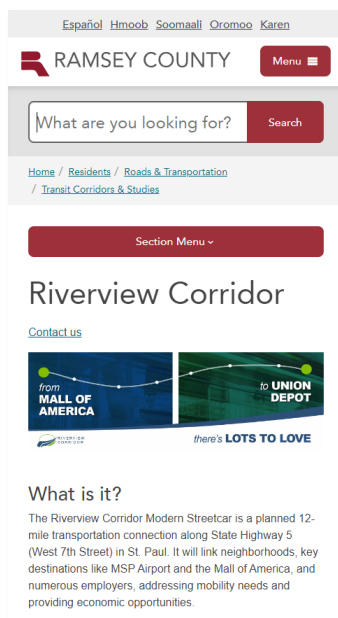 Español Hmoob Soomaali Oromoo Karen
RAMSEY COUNTY
Menu
What are you looking for?
Search
Home / Residents / Roads & Transportation
/ Transit Corridors & Studies
Section Menu
Riverview Corridor
Contact us
from
MALL OF
AMERICA
to UNION
DEPOT
RIVERVIEW
CORRIDOR
there's LOTS TO LOVE
What is it?
The Riverview Corridor Modern Streetcar is a planned 12-
mile transportation connection along State Highway 5
(West 7th Street) in St. Paul. It will link neighborhoods, key
destinations like MSP Airport and the Mall of America, and
numerous employers, addressing mobility needs and
providing economic opportunities.